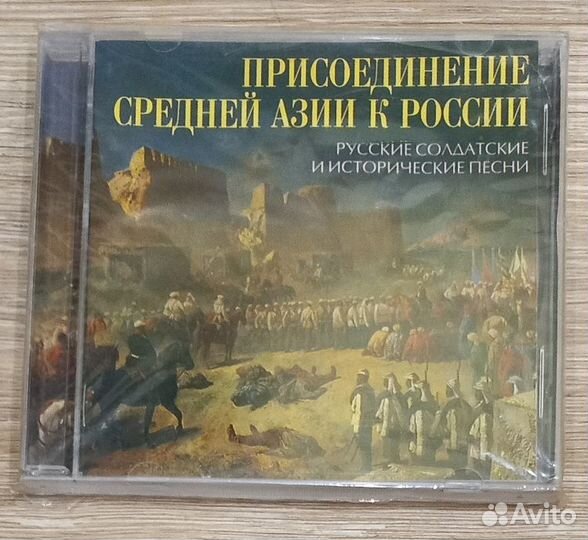 ПРИСОЕДИНЕНИЕ
СРЕДНЕЙ АЗИИ К РОССИИ
РУССКИЕ СОЛДАТСКИЕ
И ИСТОРИЧЕСКИЕ ПЕСНИ
Avito